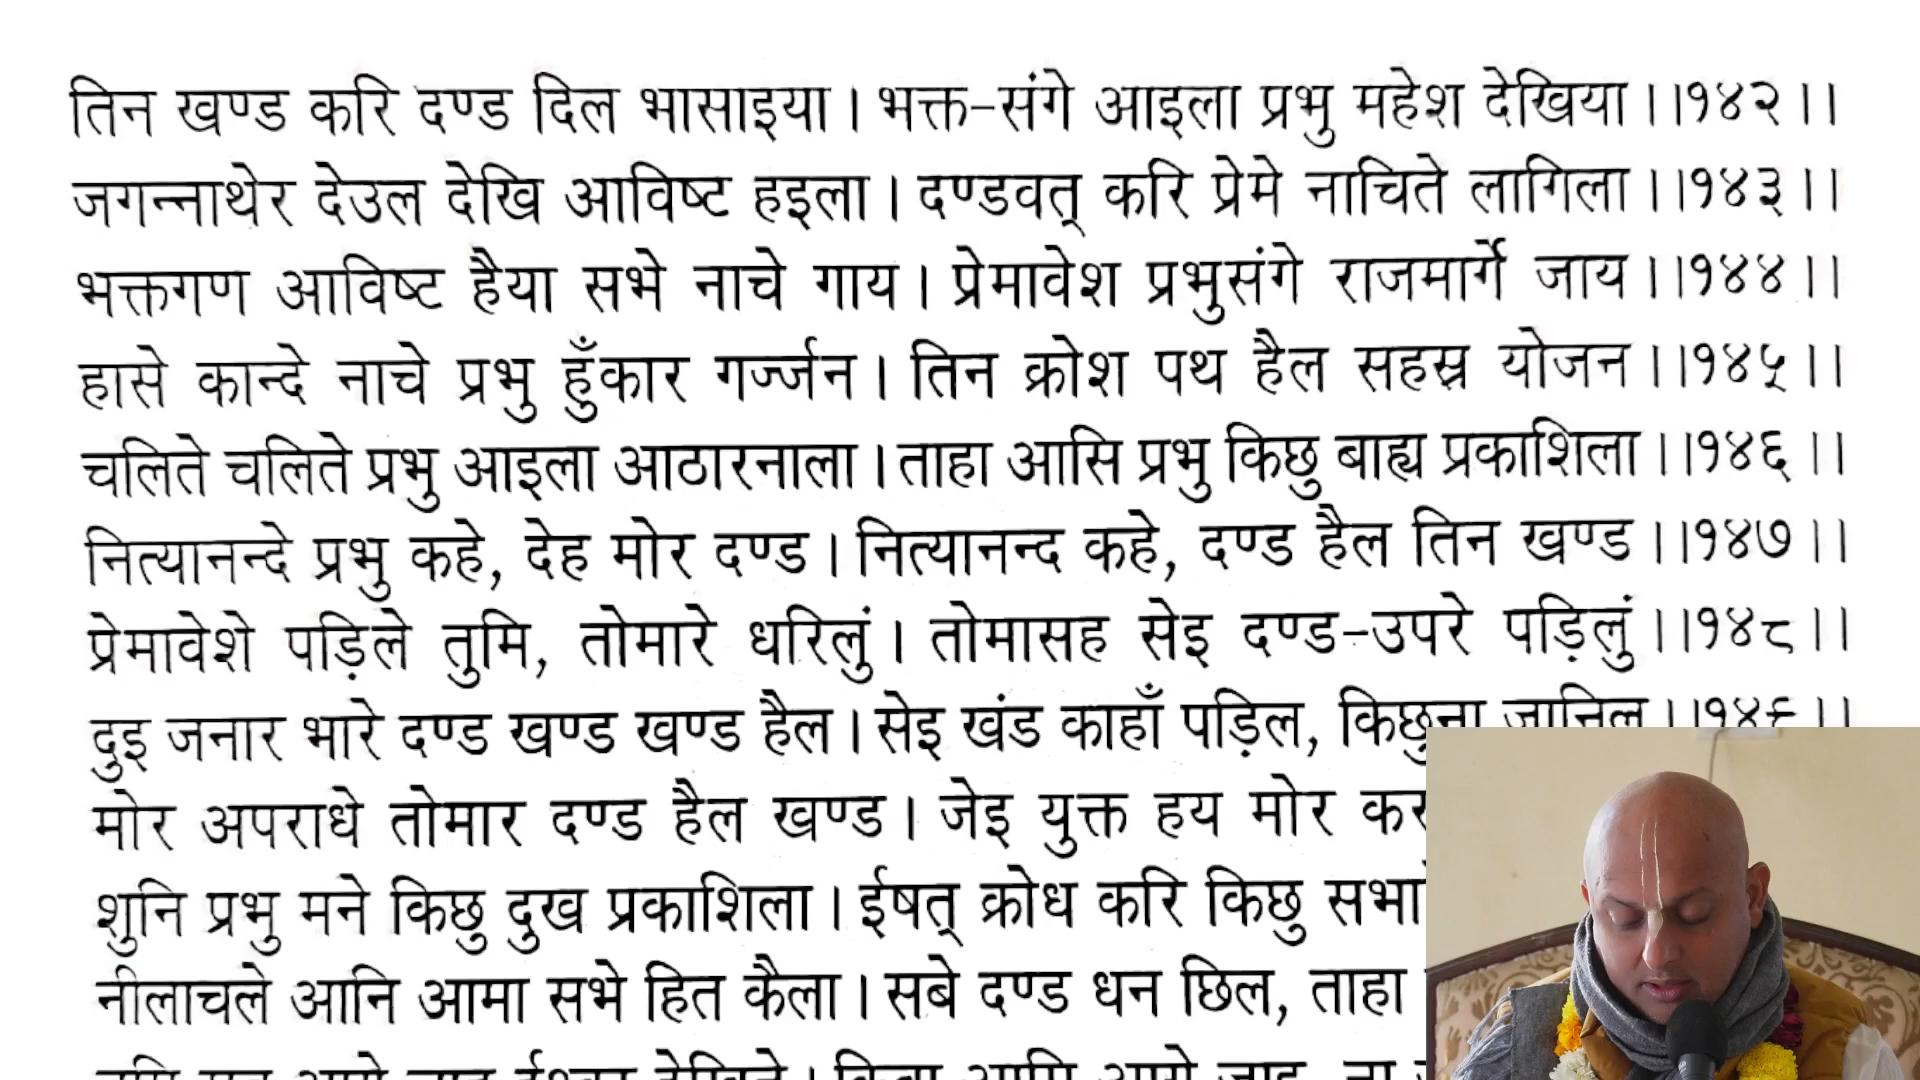 तिन खण्ड करि दण्ड दिल भासाइया। भक्त-संगे आइला प्रभु महेश देखिया।।१४२।।
जगन्नाथेर देउल देखि आविष्ट हइला। दण्डवत् करि प्रेमे नाचिते लागिला।।१४३।।
भक्तगण आविष्ट हैया सभे नाचे गाय। प्रेमावेश प्रभुसंगे राजमार्गे जाय।।१४४।।
हासे कान्दे नाचे प्रभु हुँकार गर्ज्जन। तिन क्रोश पथ हैल सहस्र योजन।।१४५।।
चलिते चलिते प्रभु आइला आठारनाला। ताहा आसि प्रभु किछु बाह्य प्रकाशिला।।१४६।।
नित्यानन्दे प्रभु कहे, देह मोर दण्ड। नित्यानन्द कहे, दण्ड हैल तिन खण्ड।।१४७।।
प्रेमावेशे पड़िले तुमि, तोमारे धरिलुं। तोमासह सेइ दण्ड-उपरे पड़िलुं।।१४८।।
दुइ जनार भारे दण्ड खण्ड खण्ड हैल। सेइ खंड काहाँ पड़िल, किछुना जानिल।।१४९।।
मोर अपराधे तोमार दण्ड हैल खण्ड। जेइ युक्त हय मोर
शुनि प्रभु मने किछु दुख प्रकाशिला। ईषत् क्रोध करि किछु
नीलाचले आनि आमा सभे हित कैला। सबे दण्ड धन छिल, ताहा